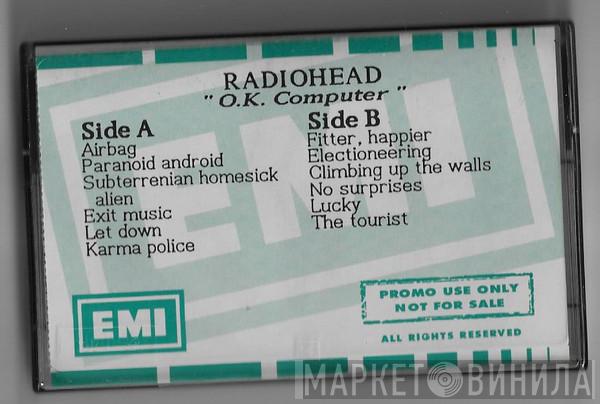 RADIOHEAD
"O.K. Computer"
Side A
Airbag
Paranoid android
Subterrenian homesick
alien
Exit music
Let down
Karma police
Side B
Fitter, happier
Electioneering
Climbing up the walls
No surprises
Lucky
The tourist
EMI
EMI
PROMO USE ONLY
NOT FOR SALE
ALL RIGHTS RESERVED
МАРКЕТ ВИНИЛА